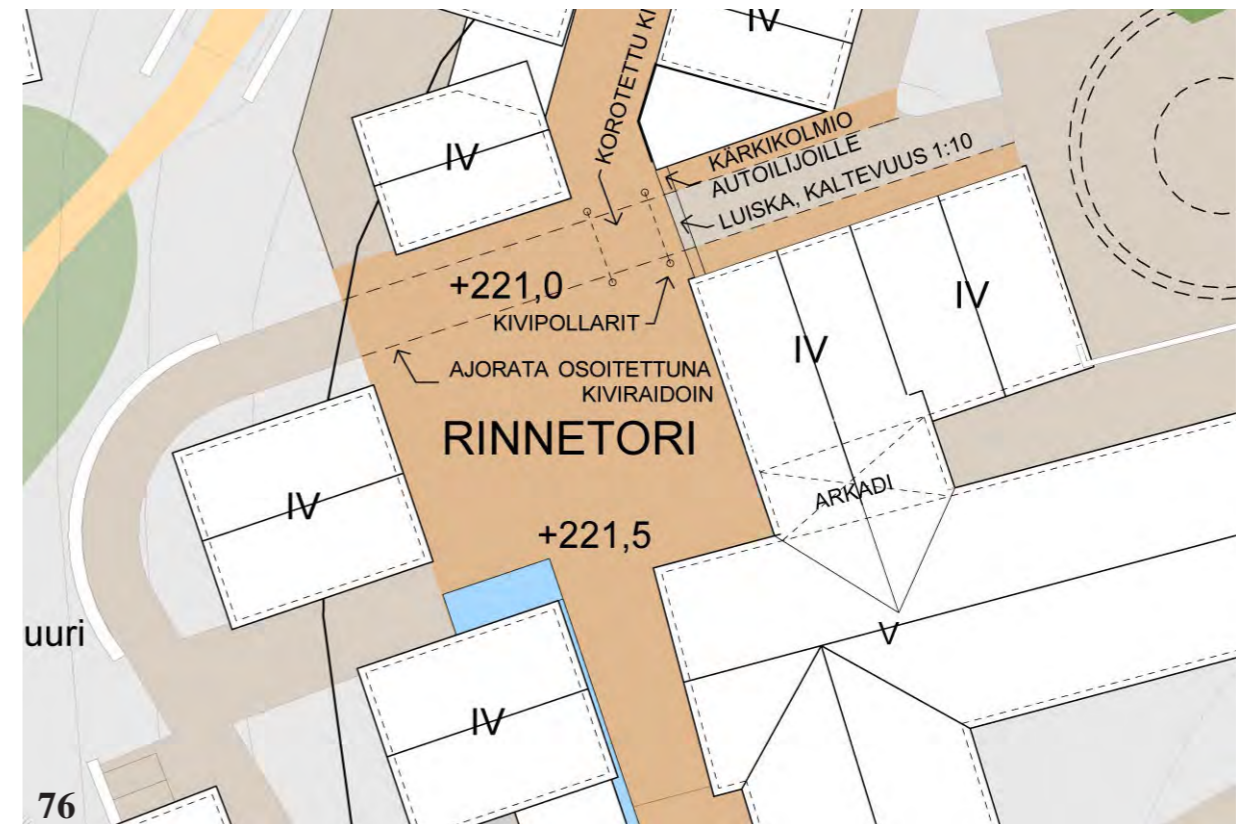 IV
KOROTETTU KI
IV
KÄRKIKOLMIO
AUTOILIJOILLE
LUISKA, KALTEVUUS 1:10
+221,0
KIVIPOLLARIT
AJORATA OSOITETTUNA
KIVIRAIDOIN
IV
IV
RINNETORI
IV
ARKADI
+221,5
uuri
V
IV
76